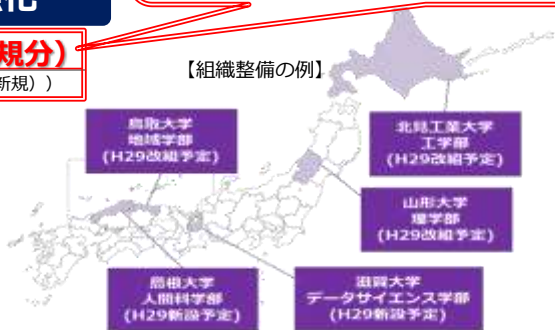 規分）
新規））
【組織整備の例】
鳥取大学
地域学部
(H29改組予定)
北見工業大学
工学部
(H29改組予定)
山形大学
理学部
(H29改組予定)
島根大学
人間科学部
(H29新設予定)
滋賀大学
データサイエンス学部
(H29新設予定)